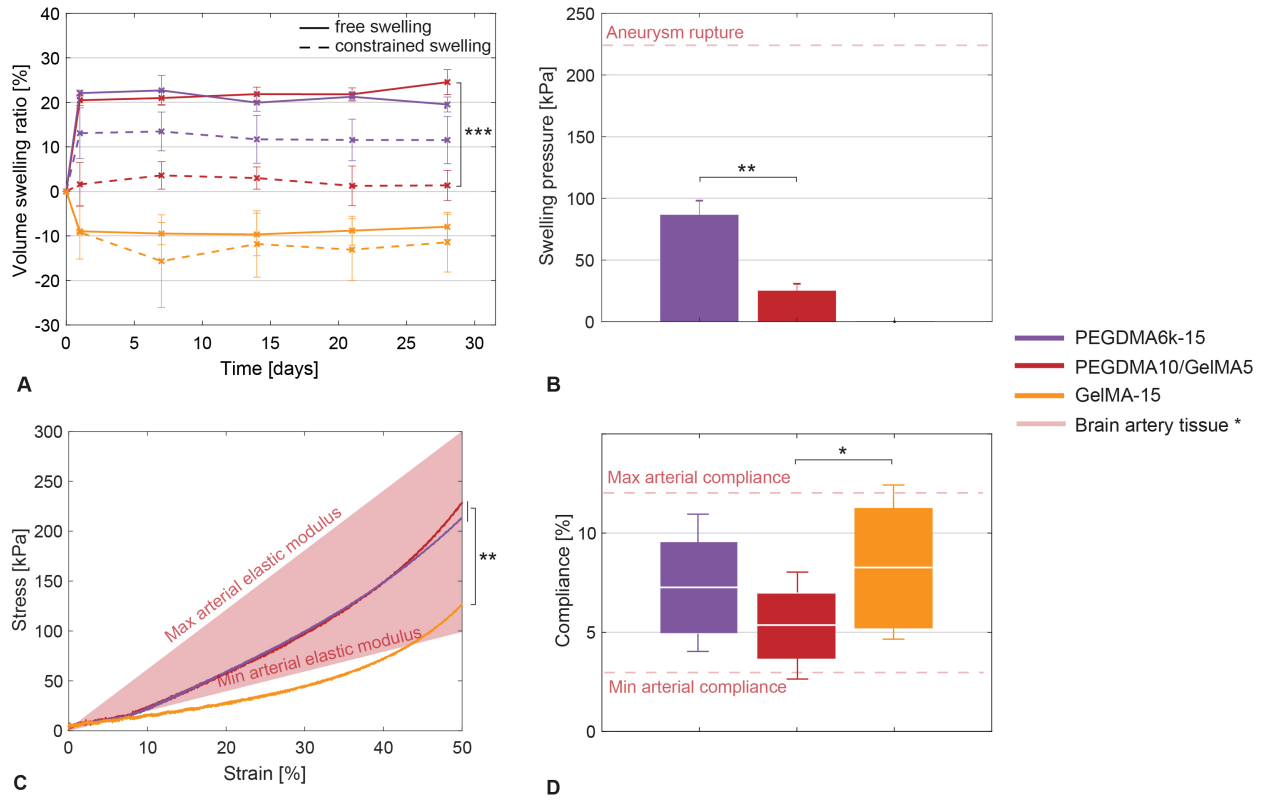 40
30
20
10
0
-10
-20
-30
Volume swelling ratio [%]
free swelling
constrained swelling
***
0
5
10
15
20
25
30
Time [days]
A
250
200
150
100
50
0
Swelling pressure [kPa]
Aneurysm rupture
**
B
PEGDMA6k-15
PEGDMA10/GelMA5
GelMA-15
Brain artery tissue *
300
250
200
150
100
50
0
Stress [kPa]
Max arterial elastic modulus
Min arterial elastic modulus
**
0
10
20
30
40
50
Strain [%]
C
10
5
0
Compliance [%]
*
Max arterial compliance
Min arterial compliance
D